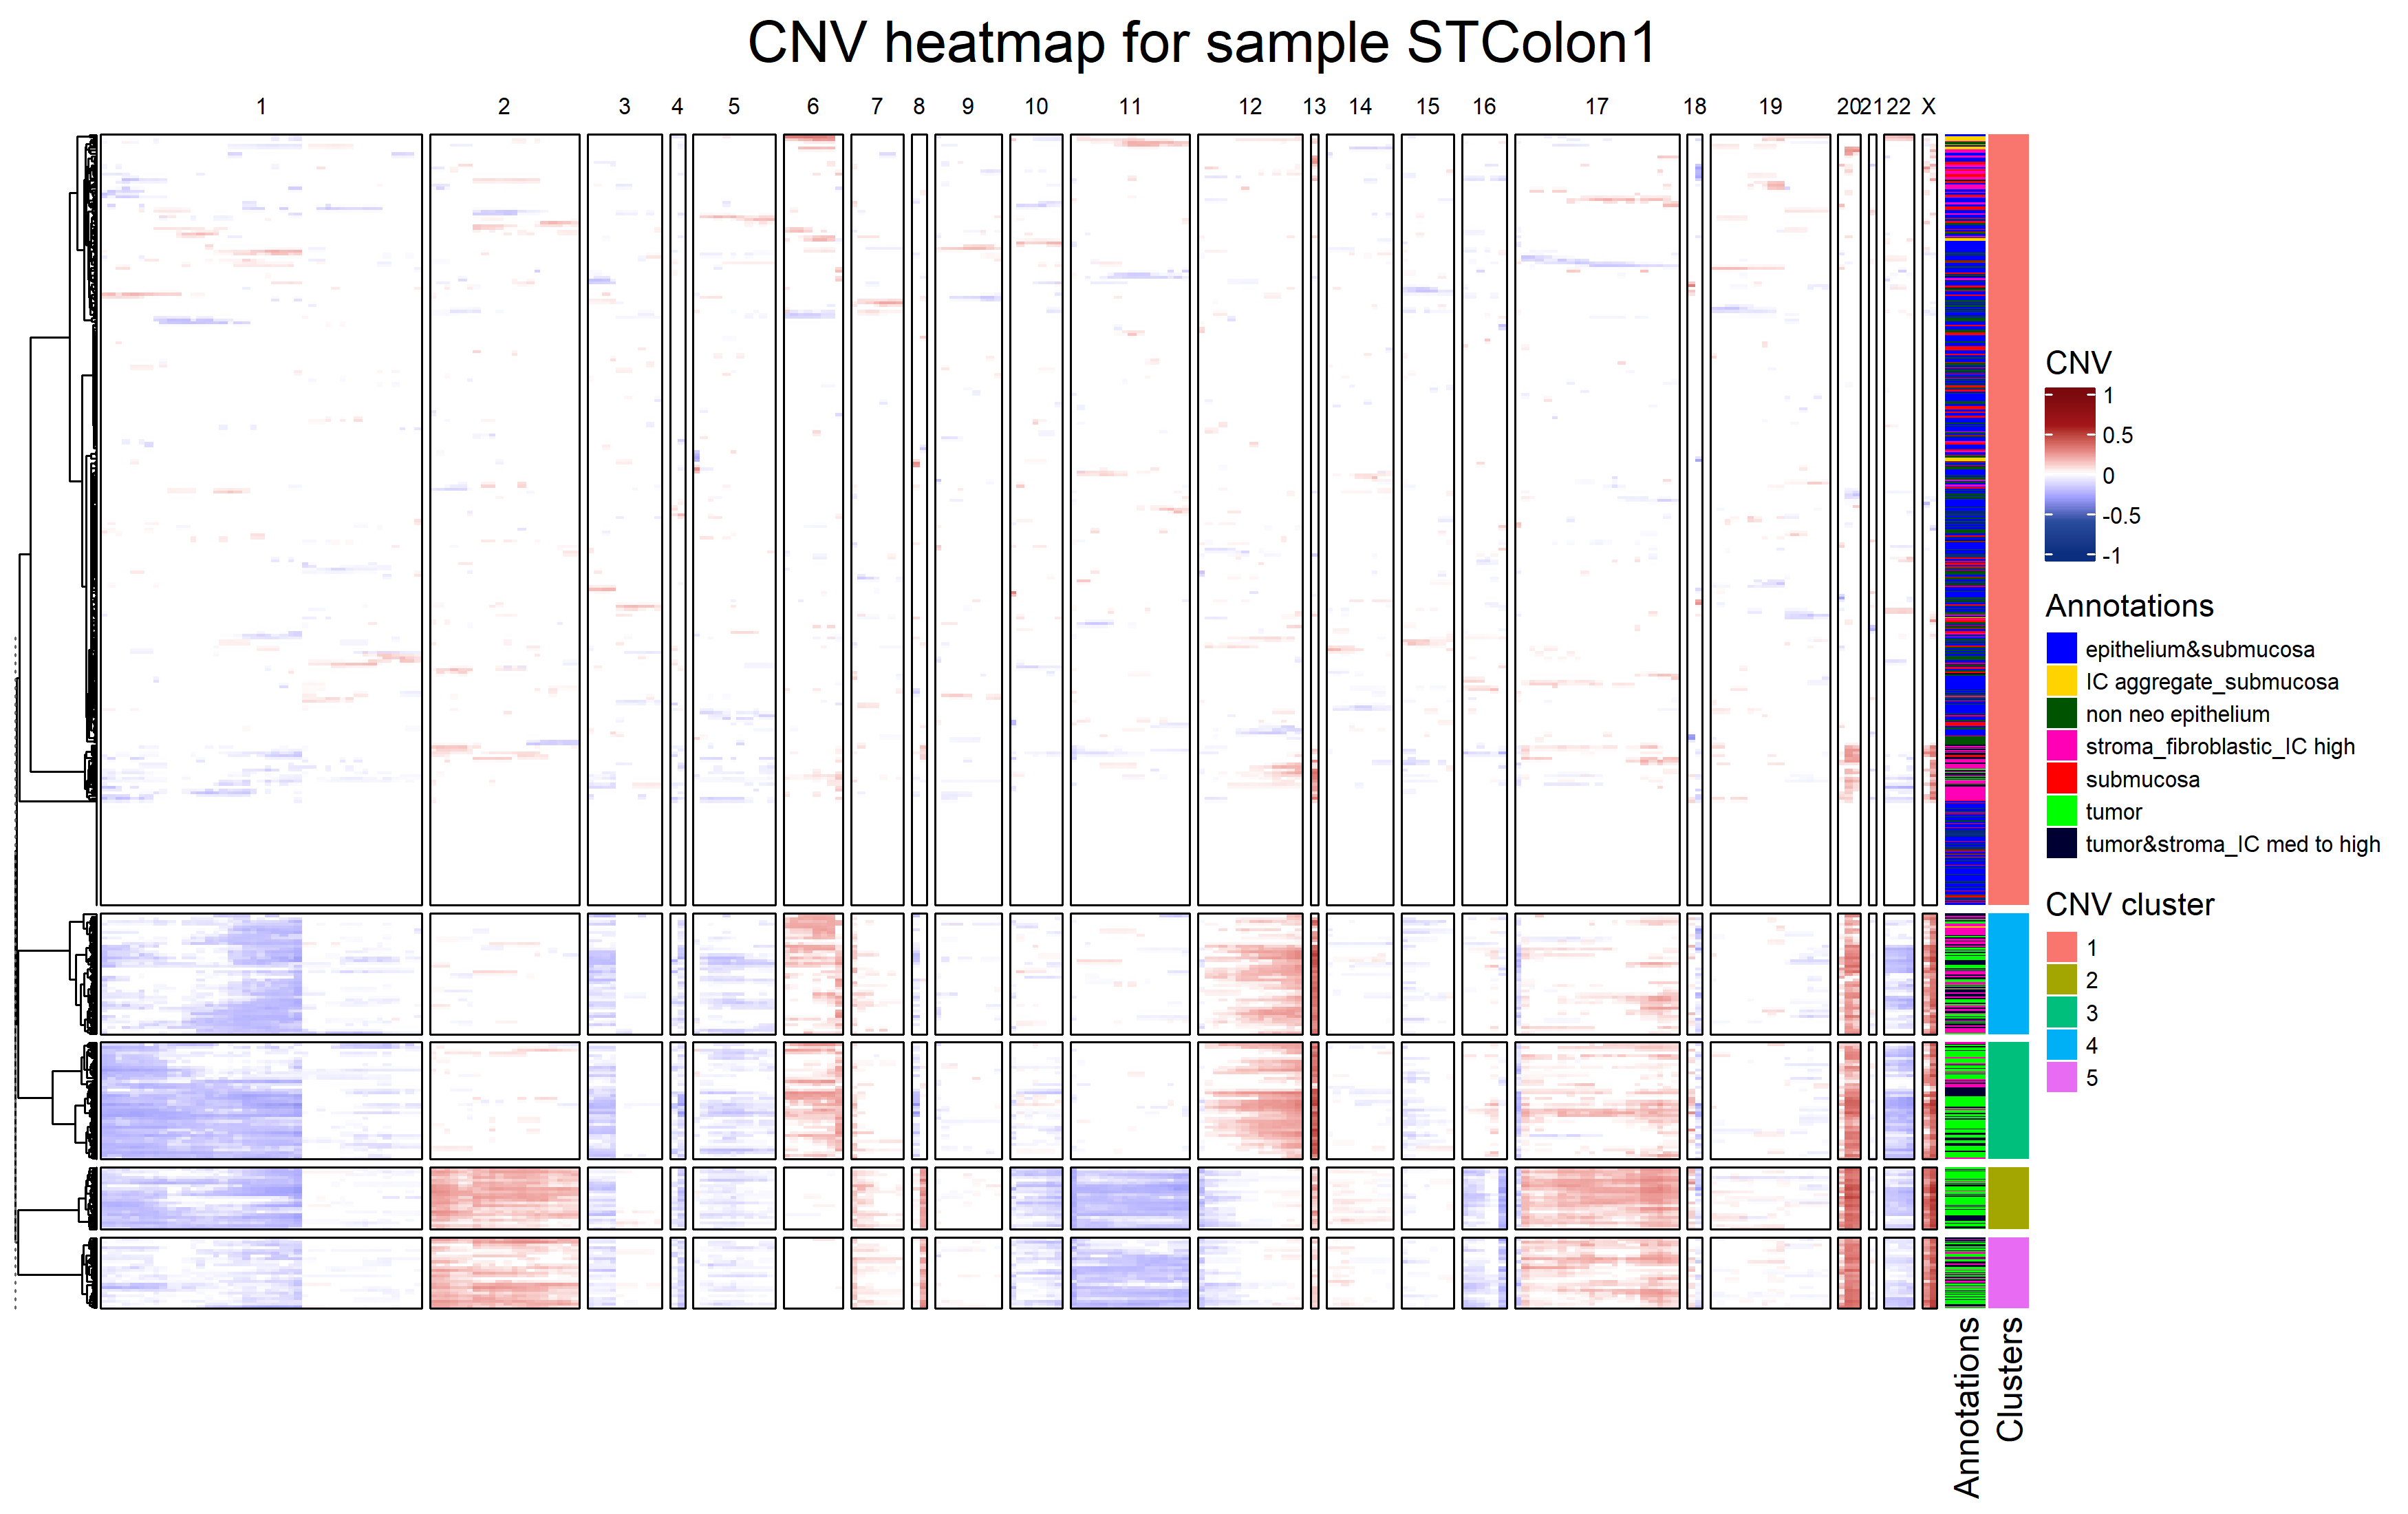 CNV heatmap for sample STColon1
1 2 3 4 5 6 7 8 9 10 11 12 13 14 15 16 17 18 19 20 21 22 X
CNV
1
0.5
0
-0.5
-1
Annotations
epithelium&submucosa
IC aggregate_submucosa
non neo epithelium
stroma_fibroblastic_IC high
submucosa
tumor
tumor&stroma_IC med to high
CNV cluster
1
2
3
4
5
Annotations
Clusters